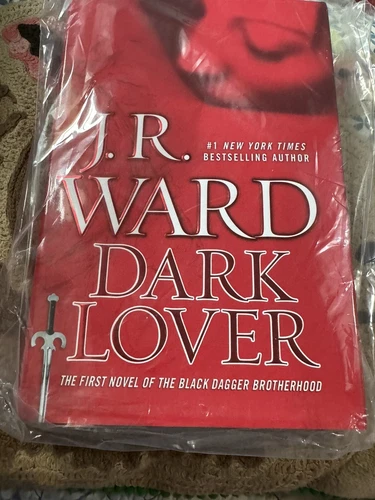 J.R.
#1 NEW YORK TIMES
BESTSELLING AUTHOR
WARD
DARK
LOVER
THE FIRST NOVEL OF THE BLACK DAGGER BROTHERHOOD